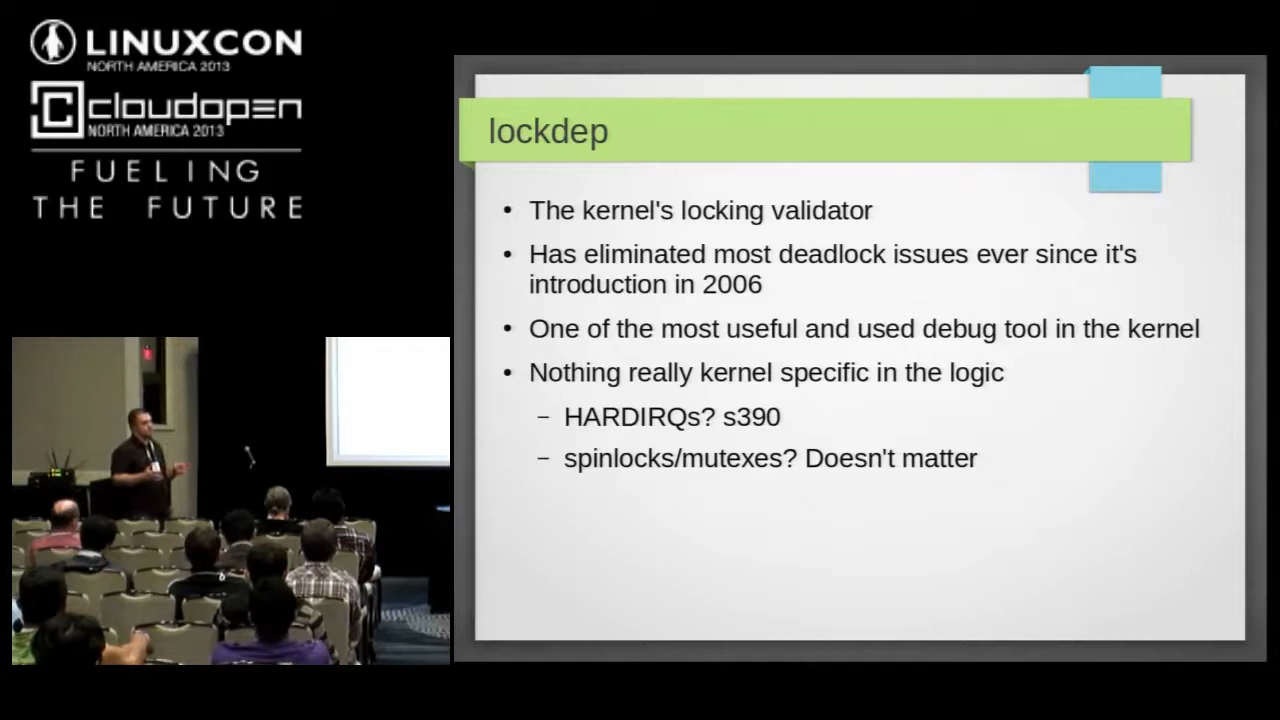 LINUXCON
NORTH AMERICA 2013
cloudopen
NORTH AMERICA 2013
FUELING
THE FUTURE
lockdep
• The kernel's locking validator
• Has eliminated most deadlock issues ever since it's
introduction in 2006
• One of the most useful and used debug tool in the kernel
• Nothing really kernel specific in the logic
– HARDIRQs? s390
– spinlocks/mutexes? Doesn't matter